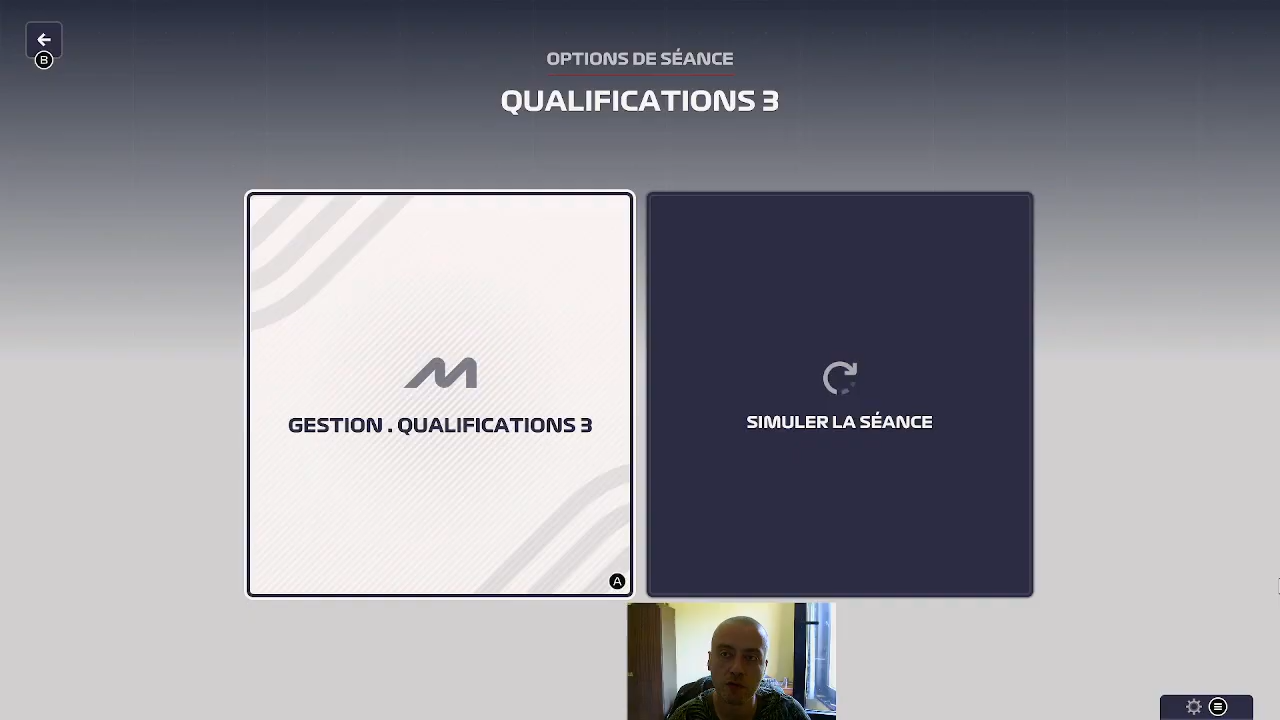 B
OPTIONS DE SÉANCE
QUALIFICATIONS 3
GESTION . QUALIFICATIONS 3
SIMULER LA SÉANCE
A